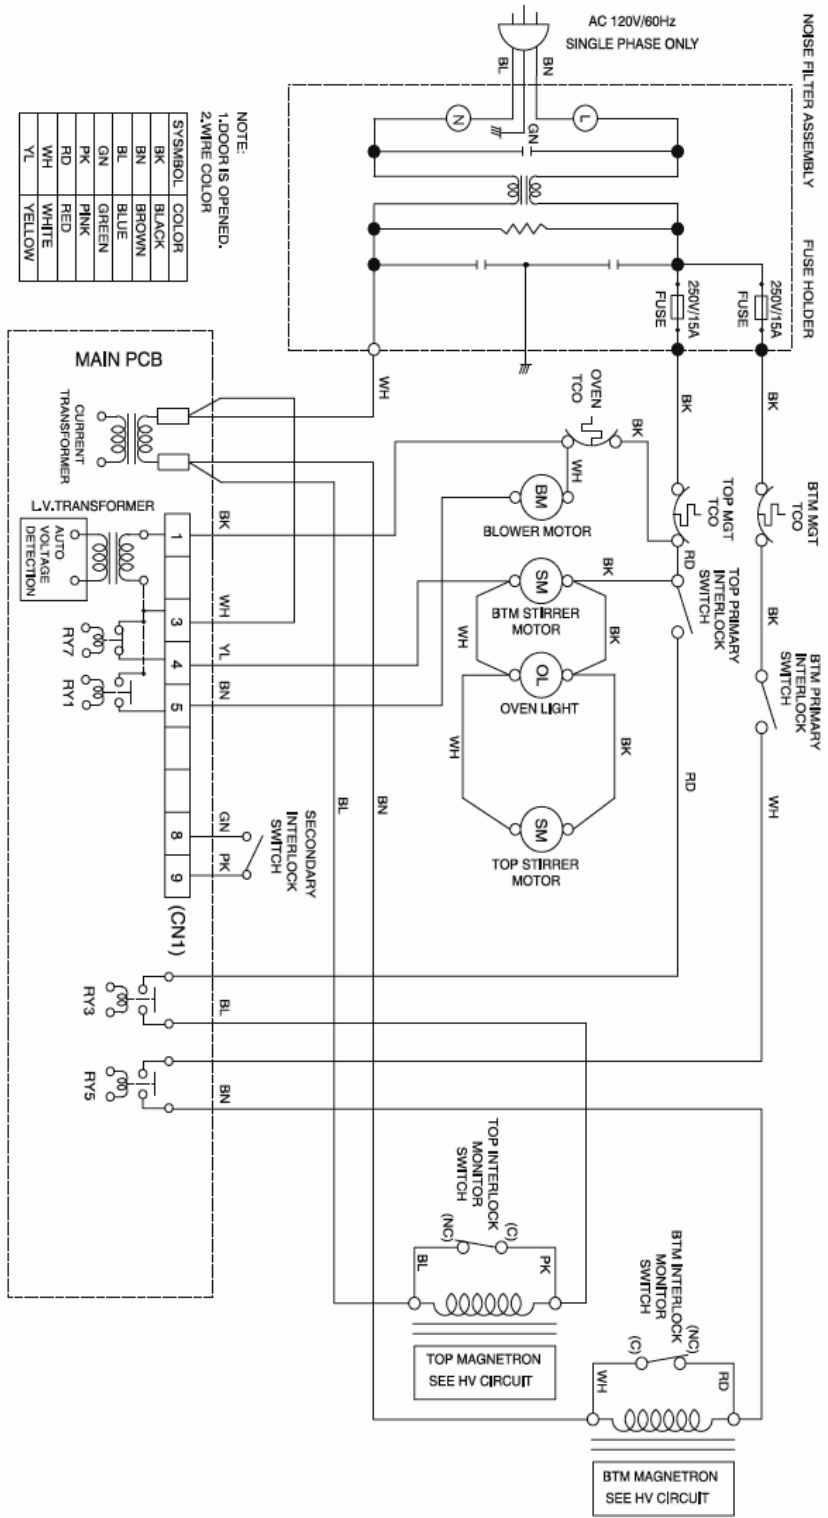 AC 120V/60Hz
SINGLE PHASE ONLY
NOISE FILTER ASSEMBLY
FUSE HOLDER
BL
BN
N
L
GN
250V/15A
FUSE
250V/15A
FUSE
NOTE:
1.DOOR IS OPENED.
2.WIRE COLOR
SYSMBOL COLOR
BK BLACK
BN BROWN
BL BLUE
GN GREEN
PK PINK
RD RED
WH WHITE
YL YELLOW
MAIN PCB
CURRENT
TRANSFORMER
L.V.TRANSFORMER
AUTO
VOLTAGE
DETECTION
RY7
RY1
1
3
4
5
8
9
(CN1)
BK
WH
YL
BN
GN
PK
SECONDARY
INTERLOCK
SWITCH
WH
OVEN
TCO
BK
WH
BM
BLOWER MOTOR
BK
BK
TOP MGT
TCO
BTM MGT
TCO
RD
TOP PRIMARY
INTERLOCK
SWITCH
BK
BTM PRIMARY
INTERLOCK
SWITCH
SM
BK
BTM STIRRER
MOTOR
WH
BK
OL
OVEN LIGHT
WH
BK
SM
TOP STIRRER
MOTOR
RD
WH
BL
BN
RY3
BL
RY5
BN
TOP INTERLOCK
MONITOR
SWITCH
(NC)
(C)
BL
PK
TOP MAGNETRON
SEE HV CIRCUIT
BTM INTERLOCK
MONITOR
SWITCH
(C)
(NC)
WH
RD
BTM MAGNETRON
SEE HV CIRCUIT